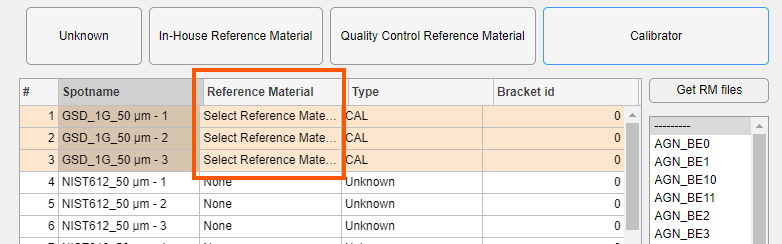 Unknown
In-House Reference Material
Quality Control Reference Material
Calibrator
# Spotname Reference Material Type Bracket id
1 GSD_1G_50 µm - 1 Select Reference Mate... CAL 0
2 GSD_1G_50 µm - 2 Select Reference Mate... CAL 0
3 GSD_1G_50 µm - 3 Select Reference Mate... CAL 0
4 NIST612_50 µm - 1 None Unknown 0
5 NIST612_50 µm - 2 None Unknown 0
6 NIST612_50 µm - 3 None Unknown 0
Get RM files
---------
AGN_BE0
AGN_BE1
AGN_BE10
AGN_BE11
AGN_BE2
AGN_BE3